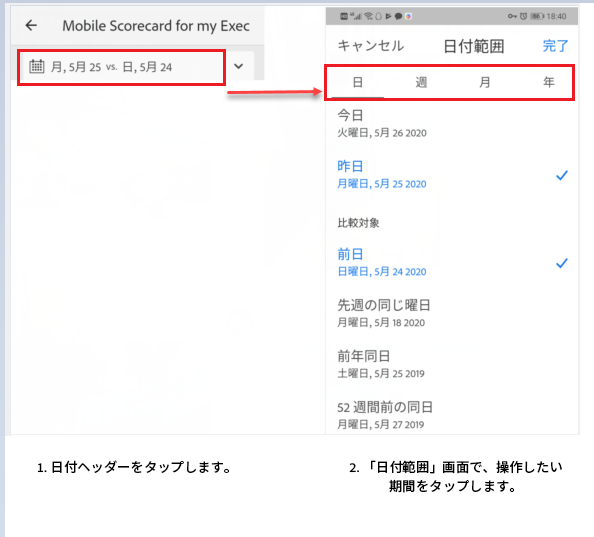 Mobile Scorecard for my Exec
月, 5月 25 vs. 日, 5月 24
18:40
キャンセル 日付範囲 完了
日 週 月 年
今日
火曜日, 5月 26 2020
昨日
月曜日, 5月 25 2020
比較対象
前日
日曜日, 5月 24 2020
先週の同じ曜日
月曜日, 5月 18 2020
前年同日
土曜日, 5月 25 2019
52 週間前の同日
月曜日, 5月 27 2019
1. 日付ヘッダーをタップします。
2. 「日付範囲」画面で、操作したい
期間をタップします。